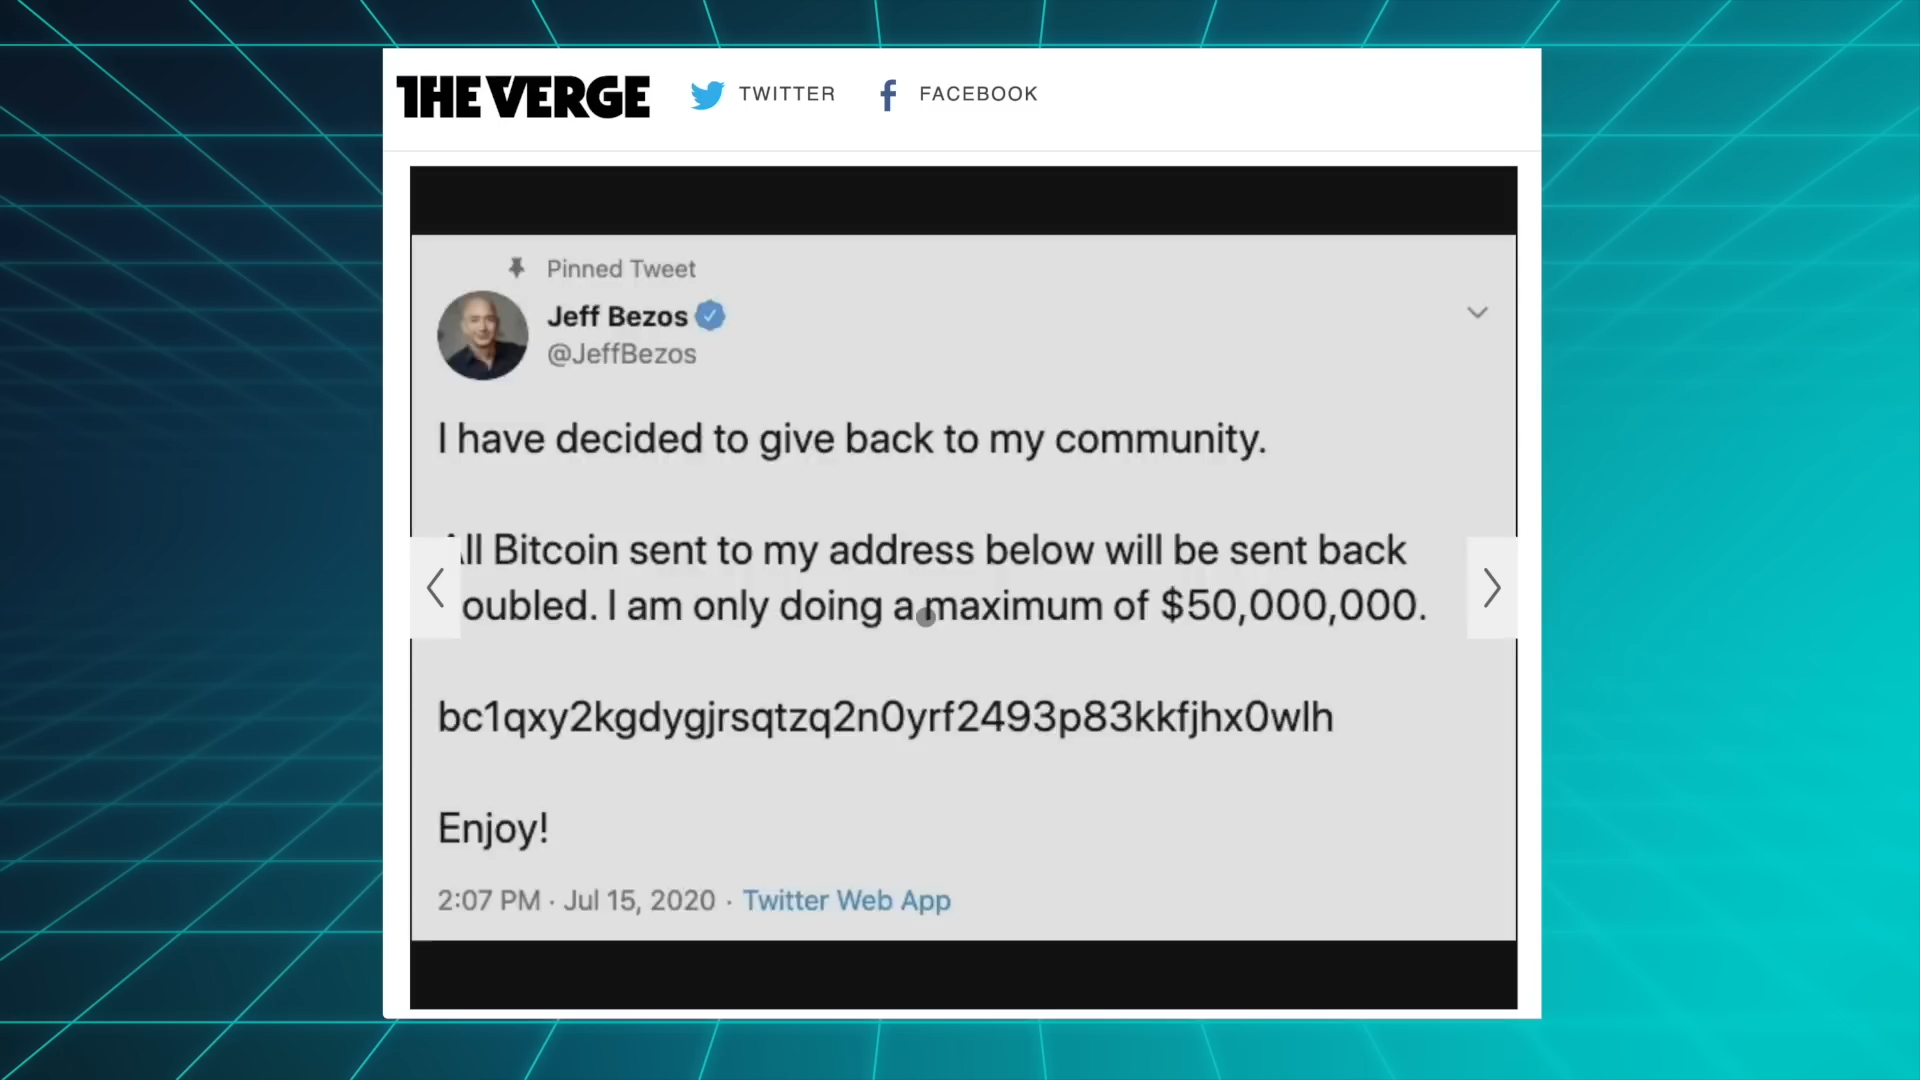 THE VERGE TWITTER FACEBOOK
Pinned Tweet
Jeff Bezos
@JeffBezos
I have decided to give back to my community.
ll Bitcoin sent to my address below will be sent back
oubled. I am only doing a maximum of $50,000,000.
bc1qxy2kgdygjrsqtzq2n0yrf2493p83kkfjhx0wlh
Enjoy!
2:07 PM · Jul 15, 2020 · Twitter Web App